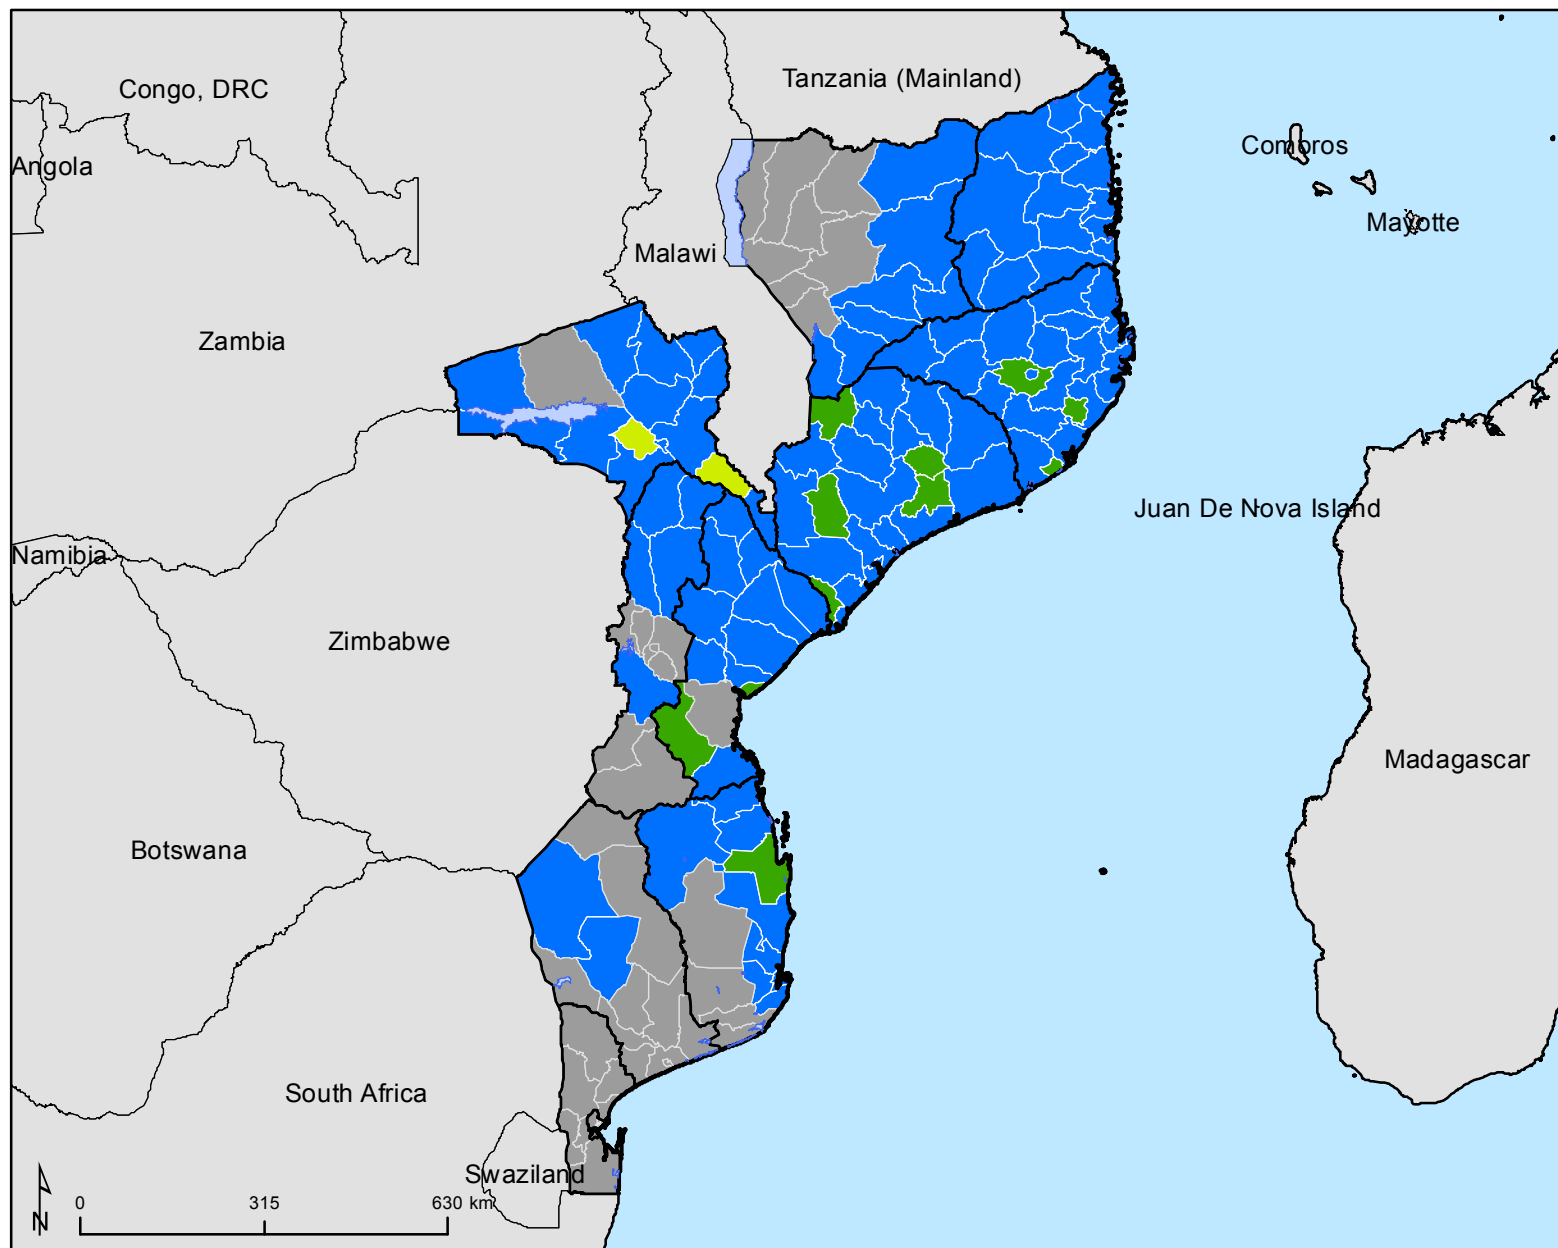 Tanzania (Mainland)
Congo, DRC
Comoros
Angola
Mayotte
Malawi
Zambia
Juan De Nova Island
Namibia
Zimbabwe
Madagascar
Botswana
South Africa
Swaziland
0 315 630 km
N